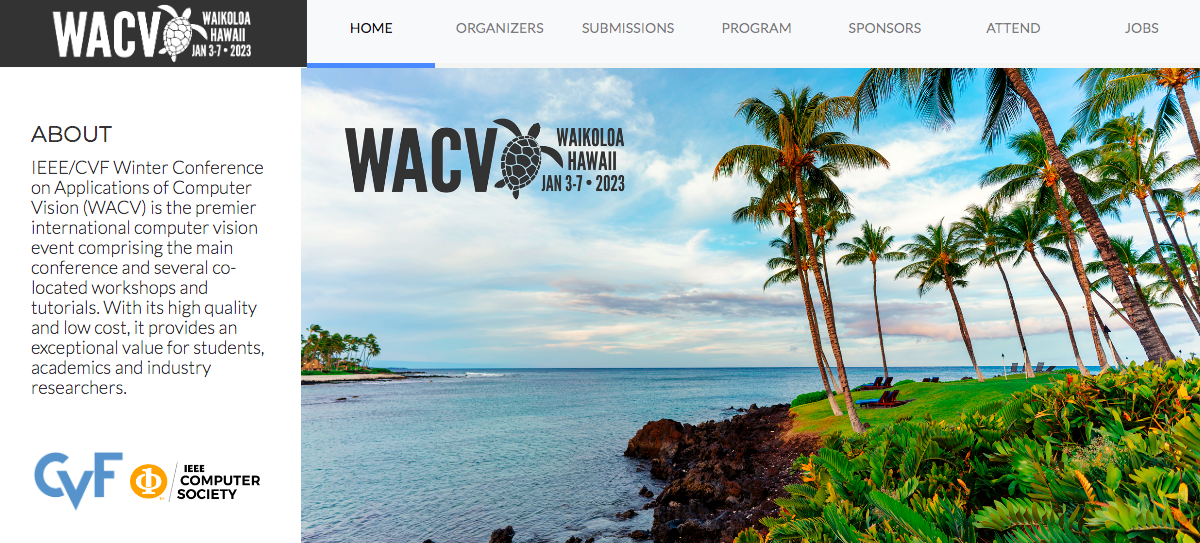 WACV
WAIKOLOA
HAWAII
JAN 3-7 • 2023
HOME
ORGANIZERS
SUBMISSIONS
PROGRAM
SPONSORS
ATTEND
JOBS
ABOUT
IEEE/CVF Winter Conference
on Applications of Computer
Vision (WACV) is the premier
international computer vision
event comprising the main
conference and several co-
located workshops and
tutorials. With its high quality
and low cost, it provides an
exceptional value for students,
academics and industry
researchers.
CVF
IEEE
COMPUTER
SOCIETY
WACV
WAIKOLOA
HAWAII
JAN 3-7 • 2023